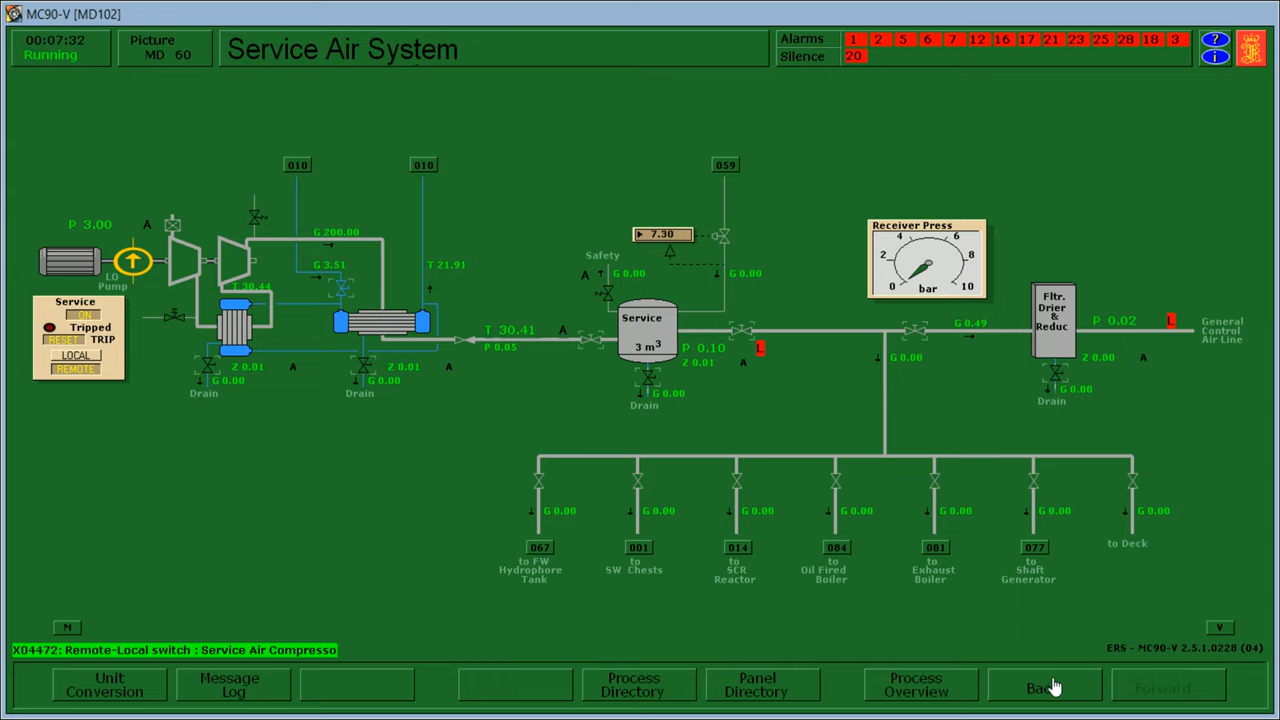 MC90-V [MD102]
00:07:32
Running
Picture
MD 60
Service Air System
Alarms
Silence
1 2 5 6 7 12 16 17 21 23 25 28 18 3
20
?
i
010
010
059
P 3.00
A
G 200.00
7.30
Receiver Press
4 6
2 8
0 10
bar
Safety
A
G 0.00
G 0.00
G 3.51
T 21.91
LO
Pump
T 30.44
Service
ON
Tripped
RESET TRIP
LOCAL
REMOTE
Service
3 m³
Fltr.
Drier
&
Reduc
T 30.41
A
P 0.05
P 0.10
L
Z 0.01
A
G 0.49
P 0.02
L
General
Control
Air Line
G 0.00
Z 0.00
A
Z 0.01
A
G 0.00
Drain
Z 0.01
A
G 0.00
Drain
G 0.00
Drain
G 0.00
Drain
G 0.00
G 0.00
G 0.00
G 0.00
G 0.00
G 0.00
G 0.00
067
001
014
084
081
077
to FW
Hydrophore
Tank
to
SW Chests
to
SCR
Reactor
to
Oil Fired
Boiler
to
Exhaust
Boiler
to
Shaft
Generator
to Deck
M
V
X04472: Remote-Local switch : Service Air Compresso
ERS - MC90-V 2.5.1.0228 (04)
Unit
Conversion
Message
Log
Process
Directory
Panel
Directory
Process
Overview
Forward